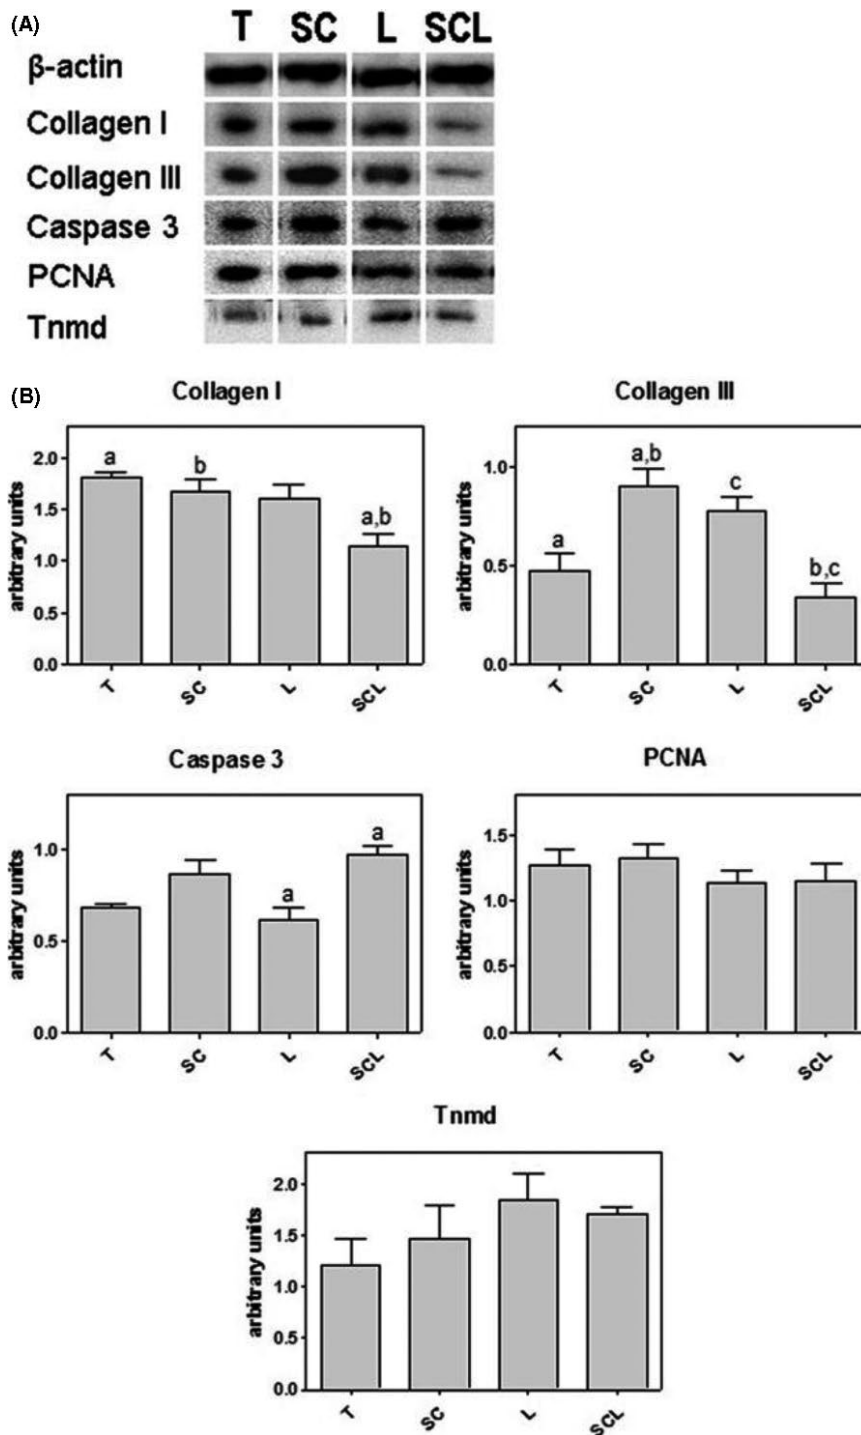 (A)
T SC L SCL
β-actin
Collagen I
Collagen III
Caspase 3
PCNA
Tnmd
(B)
Collagen I
arbitrary units
2.0
1.5
1.0
0.5
0.0
a
b
a,b
T
SC
L
SCL
Collagen III
arbitrary units
1.0
0.5
0.0
a
a,b
c
b,c
T
SC
L
SCL
Caspase 3
arbitrary units
1.0
0.5
0.0
a
a
T
SC
L
SCL
PCNA
arbitrary units
1.5
1.0
0.5
0.0
T
SC
L
SCL
Tnmd
arbitrary units
2.0
1.5
1.0
0.5
0.0
T
SC
L
SCL